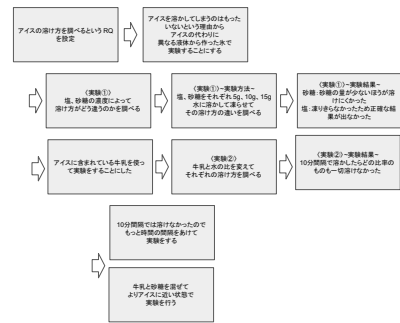 アイスの溶け方を調べるという RQ
を設定
アイスを溶かしてしまうのはもった
いないという理由から
アイスの代わりに
異なる液体から作った氷で
実験することにする
〈実験①〉
塩、砂糖の濃度によって
溶け方がどう違うのかを調べる
〈実験①〉−実験方法−
塩、砂糖をそれぞれ 5g、10g、15g
水に溶かして凍らせて
その溶け方の違いを調べる
〈実験①〉−実験結果−
砂糖：砂糖の量が少ないほうが溶
けにくかった
塩：凍りきらなかったため正確な結
果が出なかった
アイスに含まれている牛乳を使っ
て実験をすることにした
〈実験②〉
牛乳と水の比を変えて
それぞれの溶け方を調べる
〈実験②〉−実験結果−
10分間隔で溶かしたらどの比率の
ものも一切溶けなかった
10分間隔では溶けなかったので
もっと時間の間隔をあけて
実験をする
牛乳と砂糖を混ぜて
よりアイスに近い状態で
実験を行う